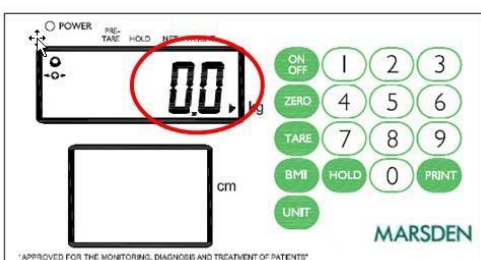 POWER
PRE-TARE HOLD
0.0 kg
cm
ON OFF 1 2 3
ZERO 4 5 6
TARE 7 8 9
BMI HOLD 0 PRINT
UNIT
MARSDEN
"APPROVED FOR THE MONITORING, DIAGNOSIS AND TREATMENT OF PATIENTS"